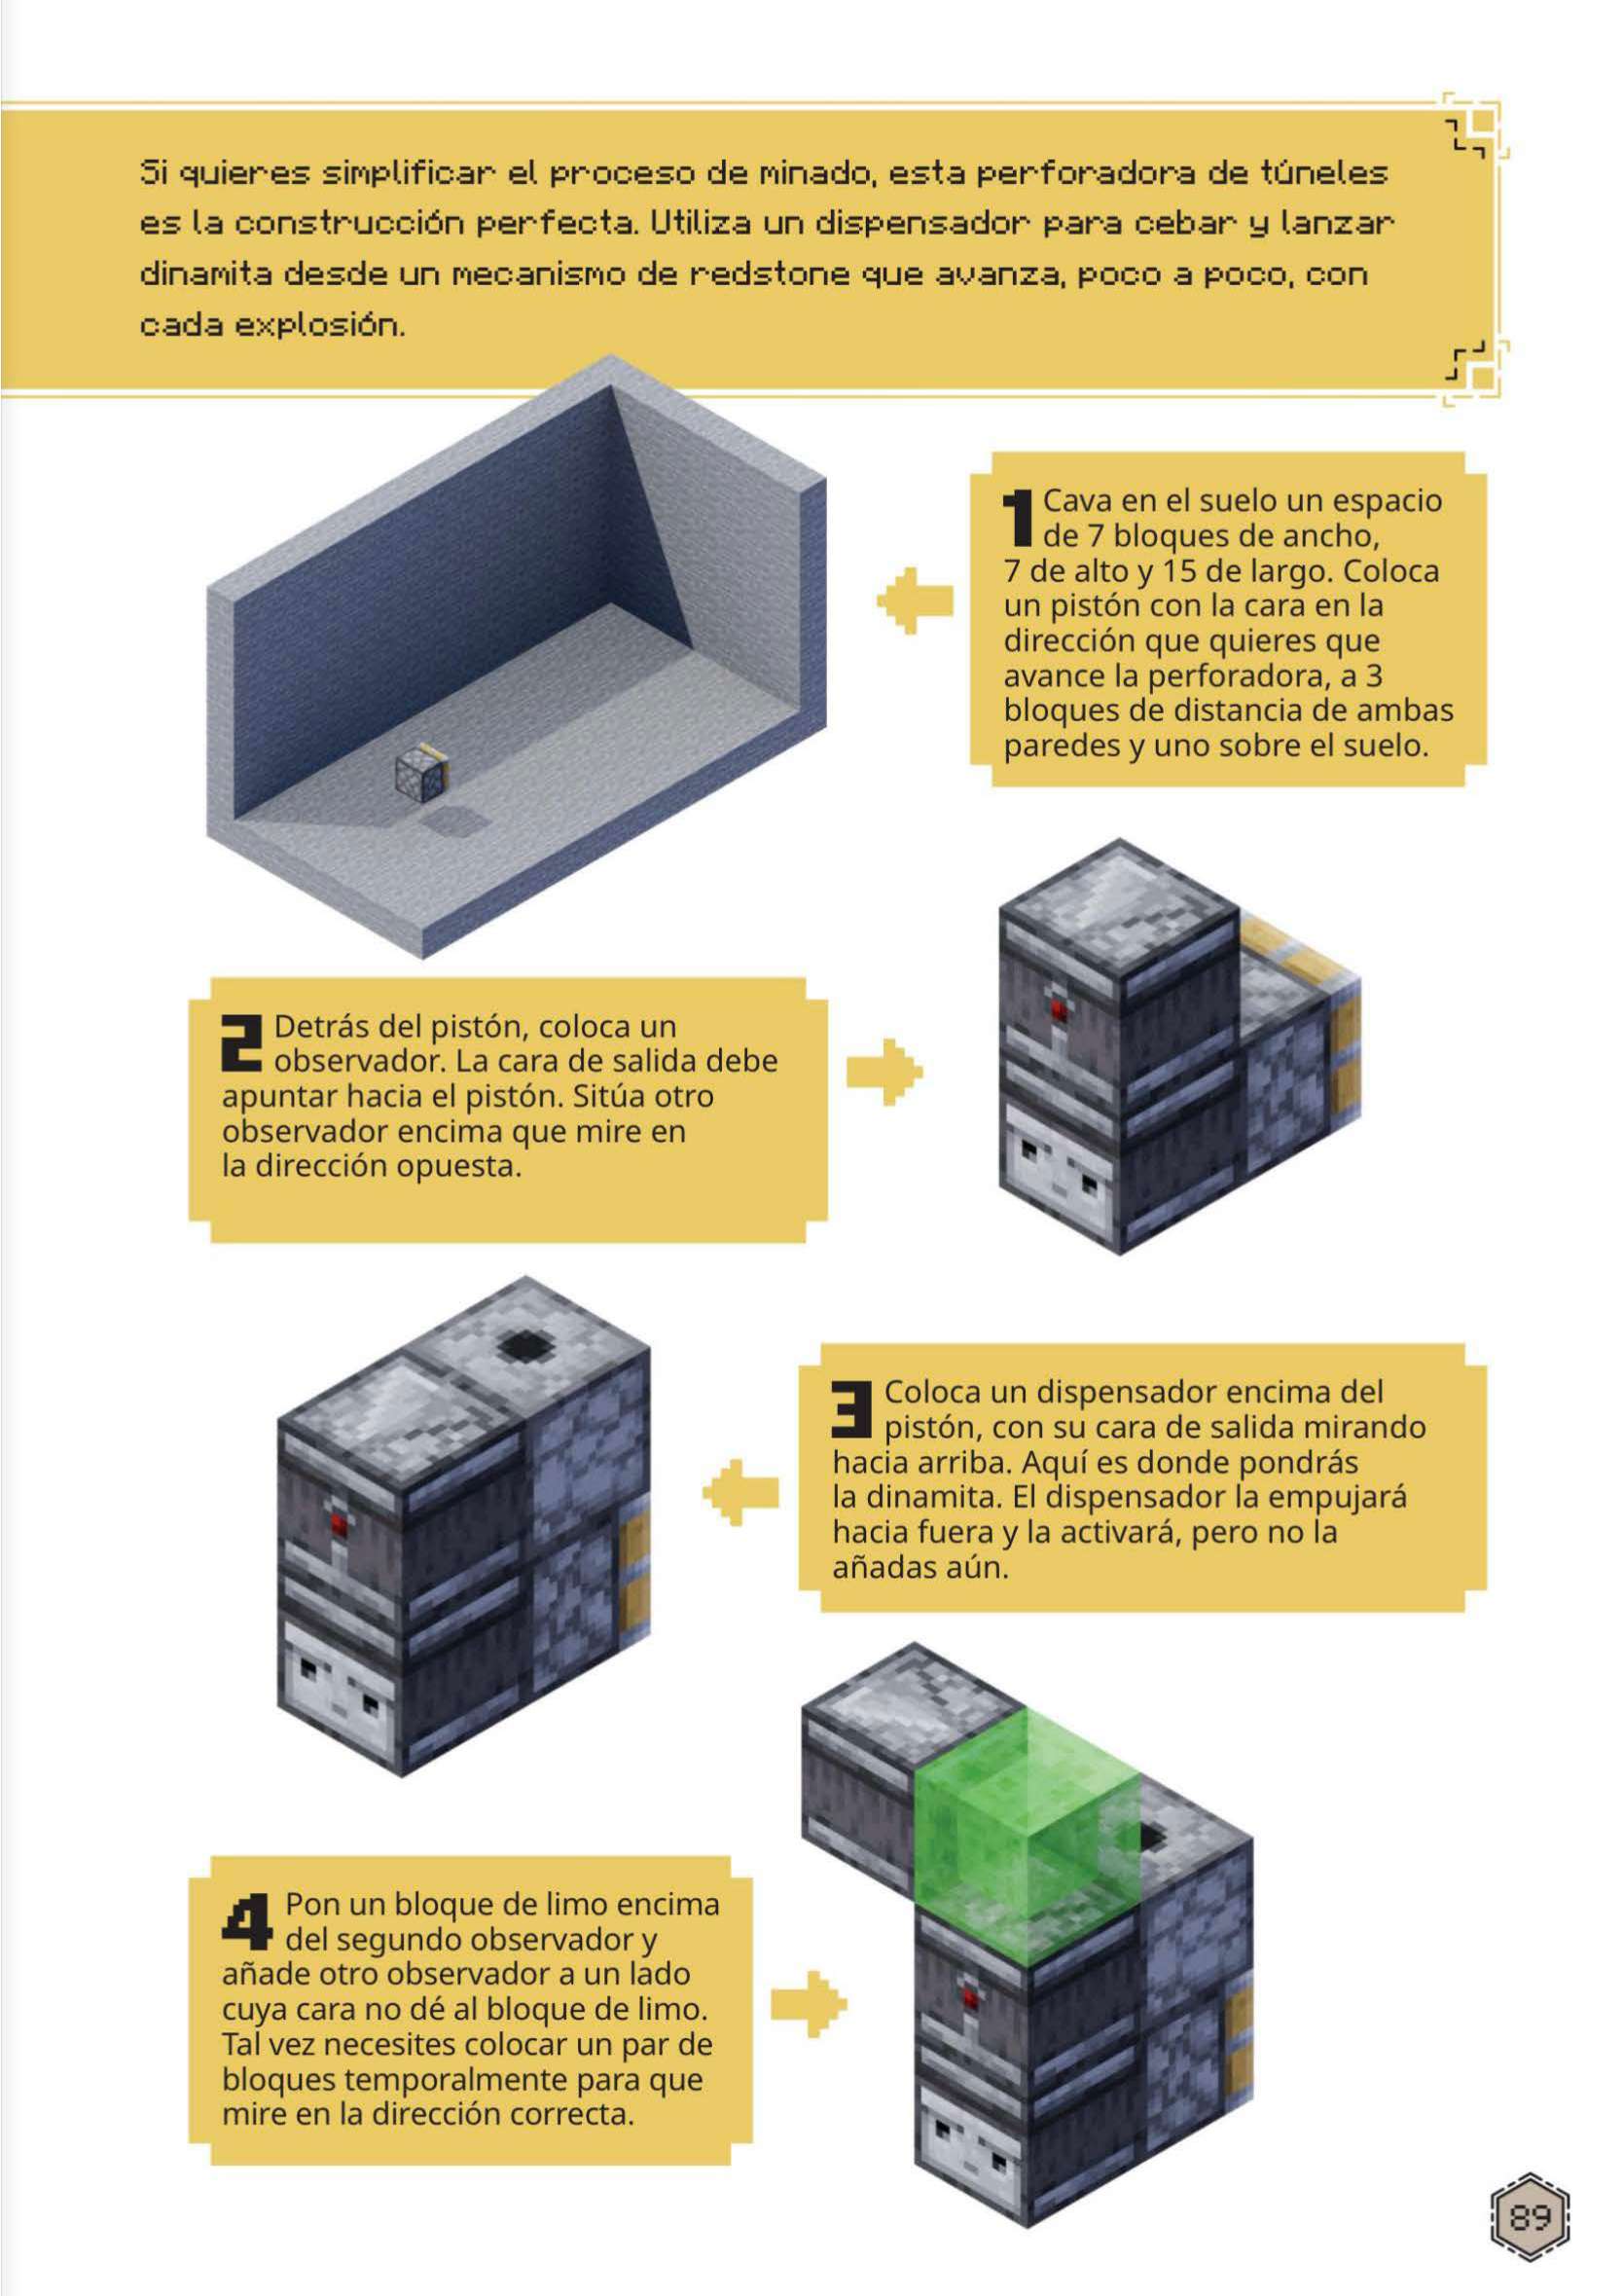 Si quieres simplificar el proceso de minado, esta perforadora de túneles
es la construcción perfecta. Utiliza un dispensador para cebar y lanzar
dinamita desde un mecanismo de redstone que avanza, poco a poco, con
cada explosión.
1 Cava en el suelo un espacio
de 7 bloques de ancho,
7 de alto y 15 de largo. Coloca
un pistón con la cara en la
dirección que quieres que
avance la perforadora, a 3
bloques de distancia de ambas
paredes y uno sobre el suelo.
2 Detrás del pistón, coloca un
observador. La cara de salida debe
apuntar hacia el pistón. Sitúa otro
observador encima que mire en
la dirección opuesta.
3 Coloca un dispensador encima del
pistón, con su cara de salida mirando
hacia arriba. Aquí es donde pondrás
la dinamita. El dispensador la empujará
hacia fuera y la activará, pero no la
añadas aún.
4 Pon un bloque de limo encima
del segundo observador y
añade otro observador a un lado
cuya cara no dé al bloque de limo.
Tal vez necesites colocar un par de
bloques temporalmente para que
mire en la dirección correcta.
89